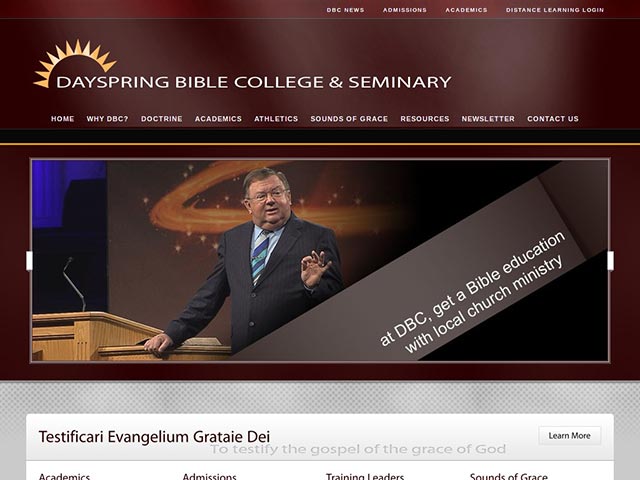 DBC NEWS ADMISSIONS ACADEMICS DISTANCE LEARNING LOGIN
DAYSPRING BIBLE COLLEGE & SEMINARY
HOME WHY DBC? DOCTRINE ACADEMICS ATHLETICS SOUNDS OF GRACE RESOURCES NEWSLETTER CONTACT US
at DBC, get a Bible education
with local church ministry
Testificari Evangelium Grataie Dei
Learn More
To testify the gospel of the grace of God
Academics Admissions Training Leaders Sounds of Grace